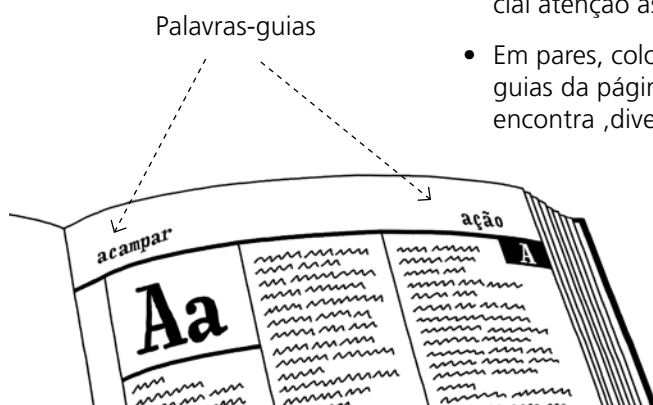 cial atenção às
Palavras-guias
• Em pares, colo
guias da págin
encontra ,dive
acampar
ação
A
Aa